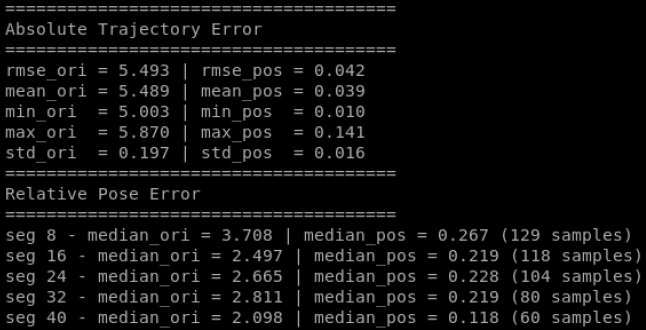 ======================================
Absolute Trajectory Error
======================================
rmse_ori = 5.493 | rmse_pos = 0.042
mean_ori = 5.489 | mean_pos = 0.039
min_ori  = 5.003 | min_pos  = 0.010
max_ori  = 5.870 | max_pos  = 0.141
std_ori  = 0.197 | std_pos  = 0.016
======================================
Relative Pose Error
======================================
seg 8 - median_ori = 3.708 | median_pos = 0.267 (129 samples)
seg 16 - median_ori = 2.497 | median_pos = 0.219 (118 samples)
seg 24 - median_ori = 2.665 | median_pos = 0.228 (104 samples)
seg 32 - median_ori = 2.811 | median_pos = 0.219 (80 samples)
seg 40 - median_ori = 2.098 | median_pos = 0.118 (60 samples)